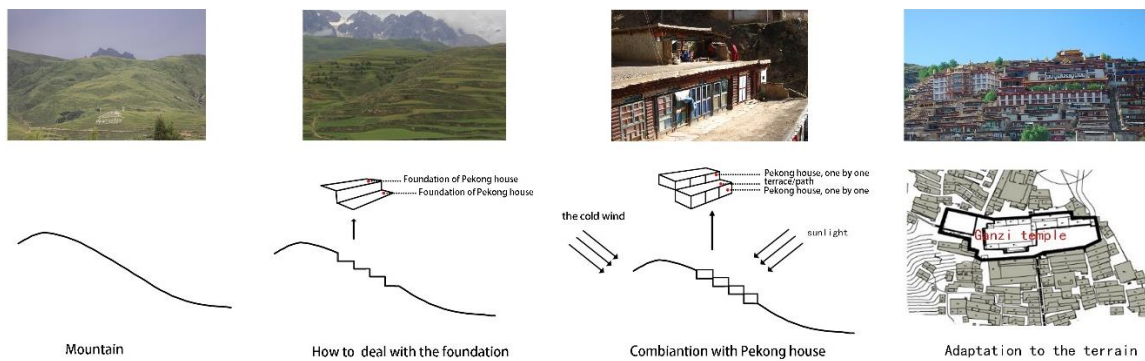 Foundation of Pekong house
Foundation of Pekong house
Pekong house, one by one
terrace/path
Pekong house, one by one
the cold wind
sunlight
Ganzi temple
Mountain
How to deal with the foundation
Combiantion with Pekong house
Adaptation to the terrain